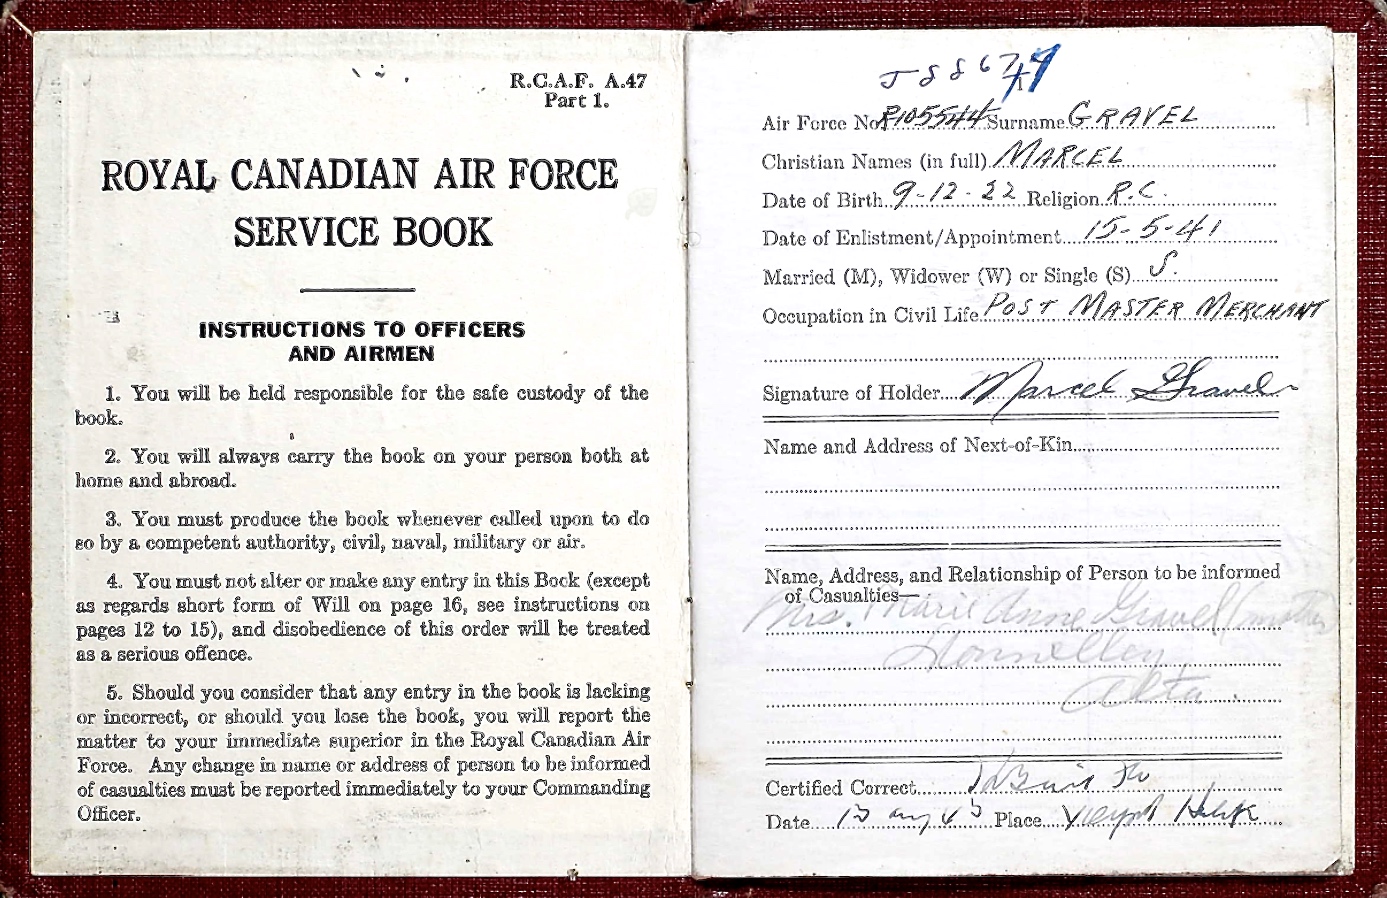 R.C.A.F. A.47
Part 1.
ROYAL CANADIAN AIR FORCE
SERVICE BOOK
INSTRUCTIONS TO OFFICERS
AND AIRMEN
1. You will be held responsible for the safe custody of the
book.
2. You will always carry the book on your person both at
home and abroad.
3. You must produce the book whenever called upon to do
so by a competent authority, civil, naval, military or air.
4. You must not alter or make any entry in this Book (except
as regards short form of Will on page 16, see instructions on
pages 12 to 15), and disobedience of this order will be treated
as a serious offence.
5. Should you consider that any entry in the book is lacking
or incorrect, or should you lose the book, you will report the
matter to your immediate superior in the Royal Canadian Air
Force. Any change in name or address of person to be informed
of casualties must be reported immediately to your Commanding
Officer.
Air Force No. R105544 Surname GRAVEL
Christian Names (in full) MARCEL
Date of Birth 9-12-22 Religion R.C.
Date of Enlistment/Appointment 15-5-41
Married (M), Widower (W) or Single (S) S.
Occupation in Civil Life POST MASTER MERCHANT
Signature of Holder Marcel Gravel
Name and Address of Next-of-Kin
Name, Address, and Relationship of Person to be informed
of Casualties—
Mrs. Marie Anne Gravel (mother
Donnelley
Alta.
Certified Correct
Date 13 43 Place